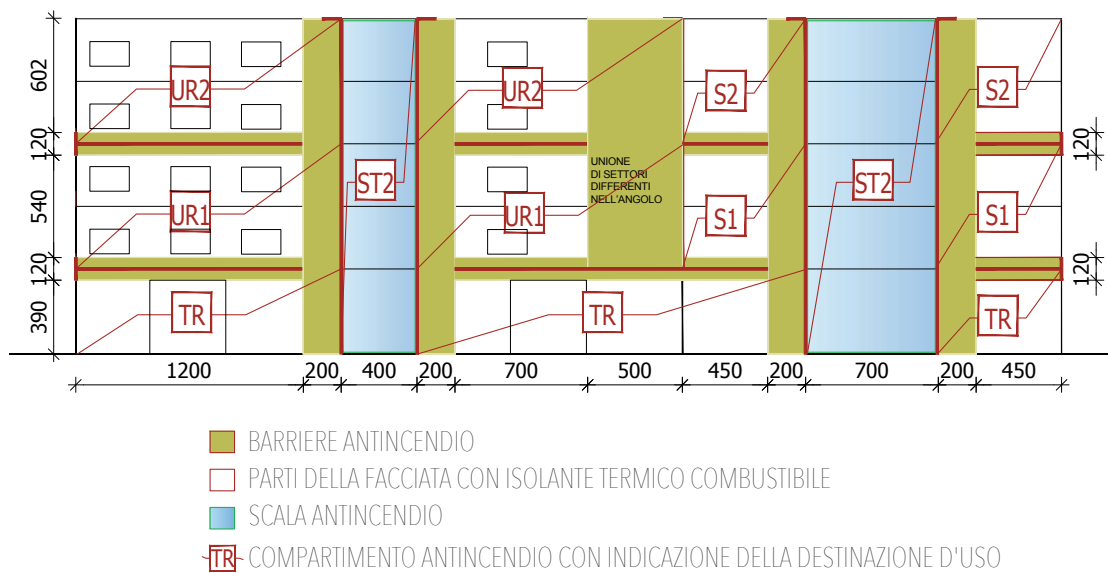 602
120
540
120
390
UR2
UR2
S2
S2
UNIONE
DI SETTORI
DIFFERENTI
NELL'ANGOLO
ST2
ST2
UR1
UR1
S1
S1
TR
TR
TR
120
120
1200
200
400
200
700
500
450
200
700
200
450
BARRIERE ANTINCENDIO
PARTI DELLA FACCIATA CON ISOLANTE TERMICO COMBUSTIBILE
SCALA ANTINCENDIO
TR COMPARTIMENTO ANTINCENDIO CON INDICAZIONE DELLA DESTINAZIONE D'USO